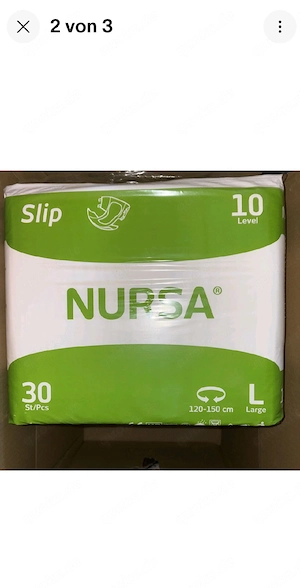 2 von 3
Slip
10
Level
NURSA®
30
St/Pcs
120-150 cm
L
Large